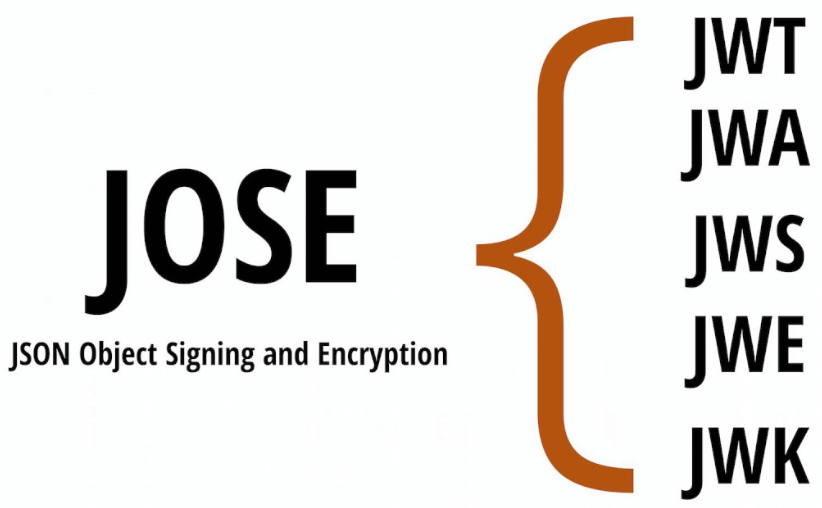 JOSE
JSON Object Signing and Encryption
JWT
JWA
JWS
JWE
JWK